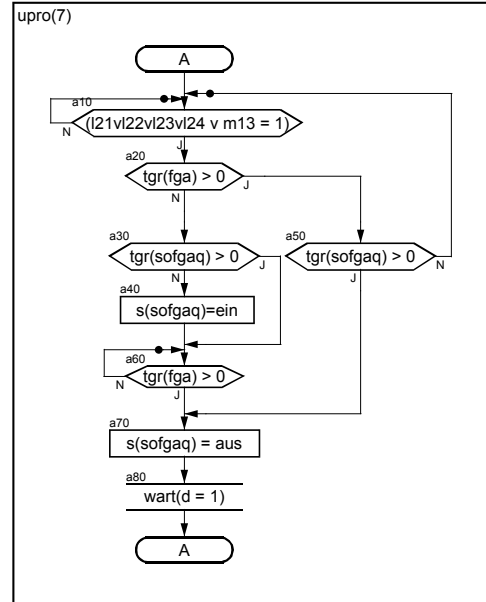 upro(7)
A
a10
(l21vl22vl23vl24 v m13 = 1)
N
J
a20
tgr(fga) > 0
J
N
a30
tgr(sofgaq) > 0
J
N
a50
tgr(sofgaq) > 0
N
J
a40
s(sofgaq)=ein
a60
tgr(fga) > 0
N
J
a70
s(sofgaq) = aus
a80
wart(d = 1)
A